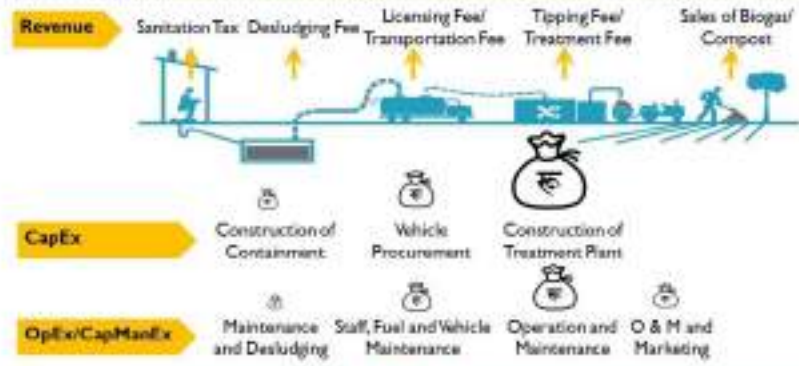 Revenue
Sanitation Tax
Desludging Fee
Licensing Fee/
Transportation Fee
Tipping Fee/
Treatment Fee
Sales of Biogas/
Compost
CapEx
Construction of
Containment
Vehicle
Procurement
Construction of
Treatment Plant
OpEx/CapManEx
Maintenance
and Desludging
Staff, Fuel and Vehicle
Maintenance
Operation and
Maintenance
O & M and
Marketing